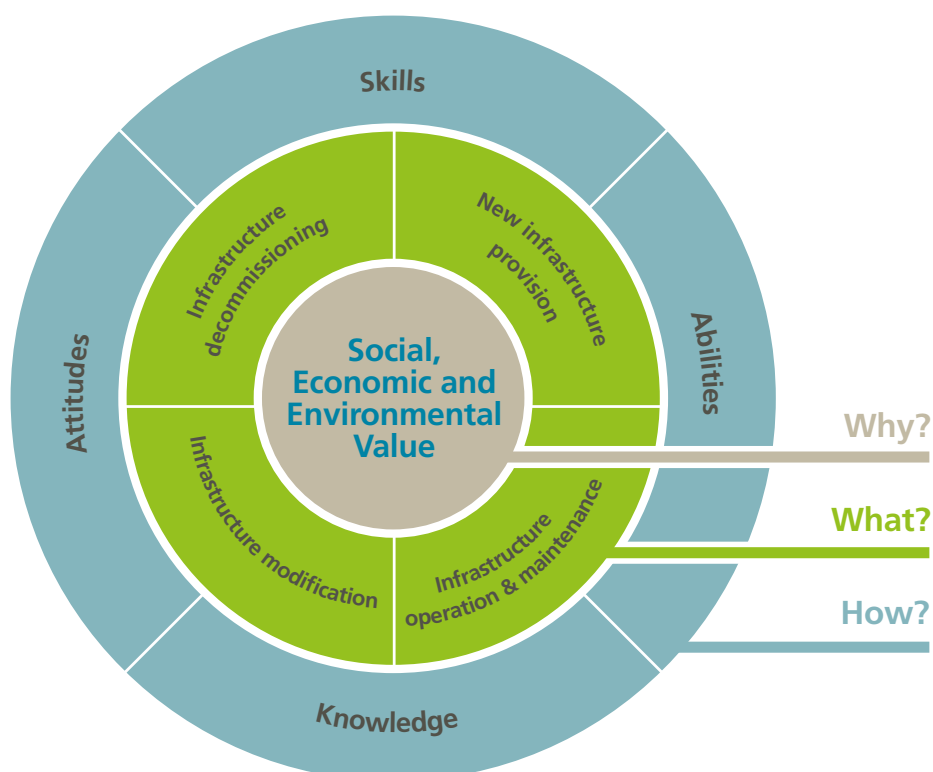 Skills
Infrastructure
decommissioning
New infrastructure
provision
Attitudes
Abilities
Social,
Economic and
Environmental
Value
Why?
Infrastructure modification
Infrastructure
operation & maintenance
What?
How?
Knowledge